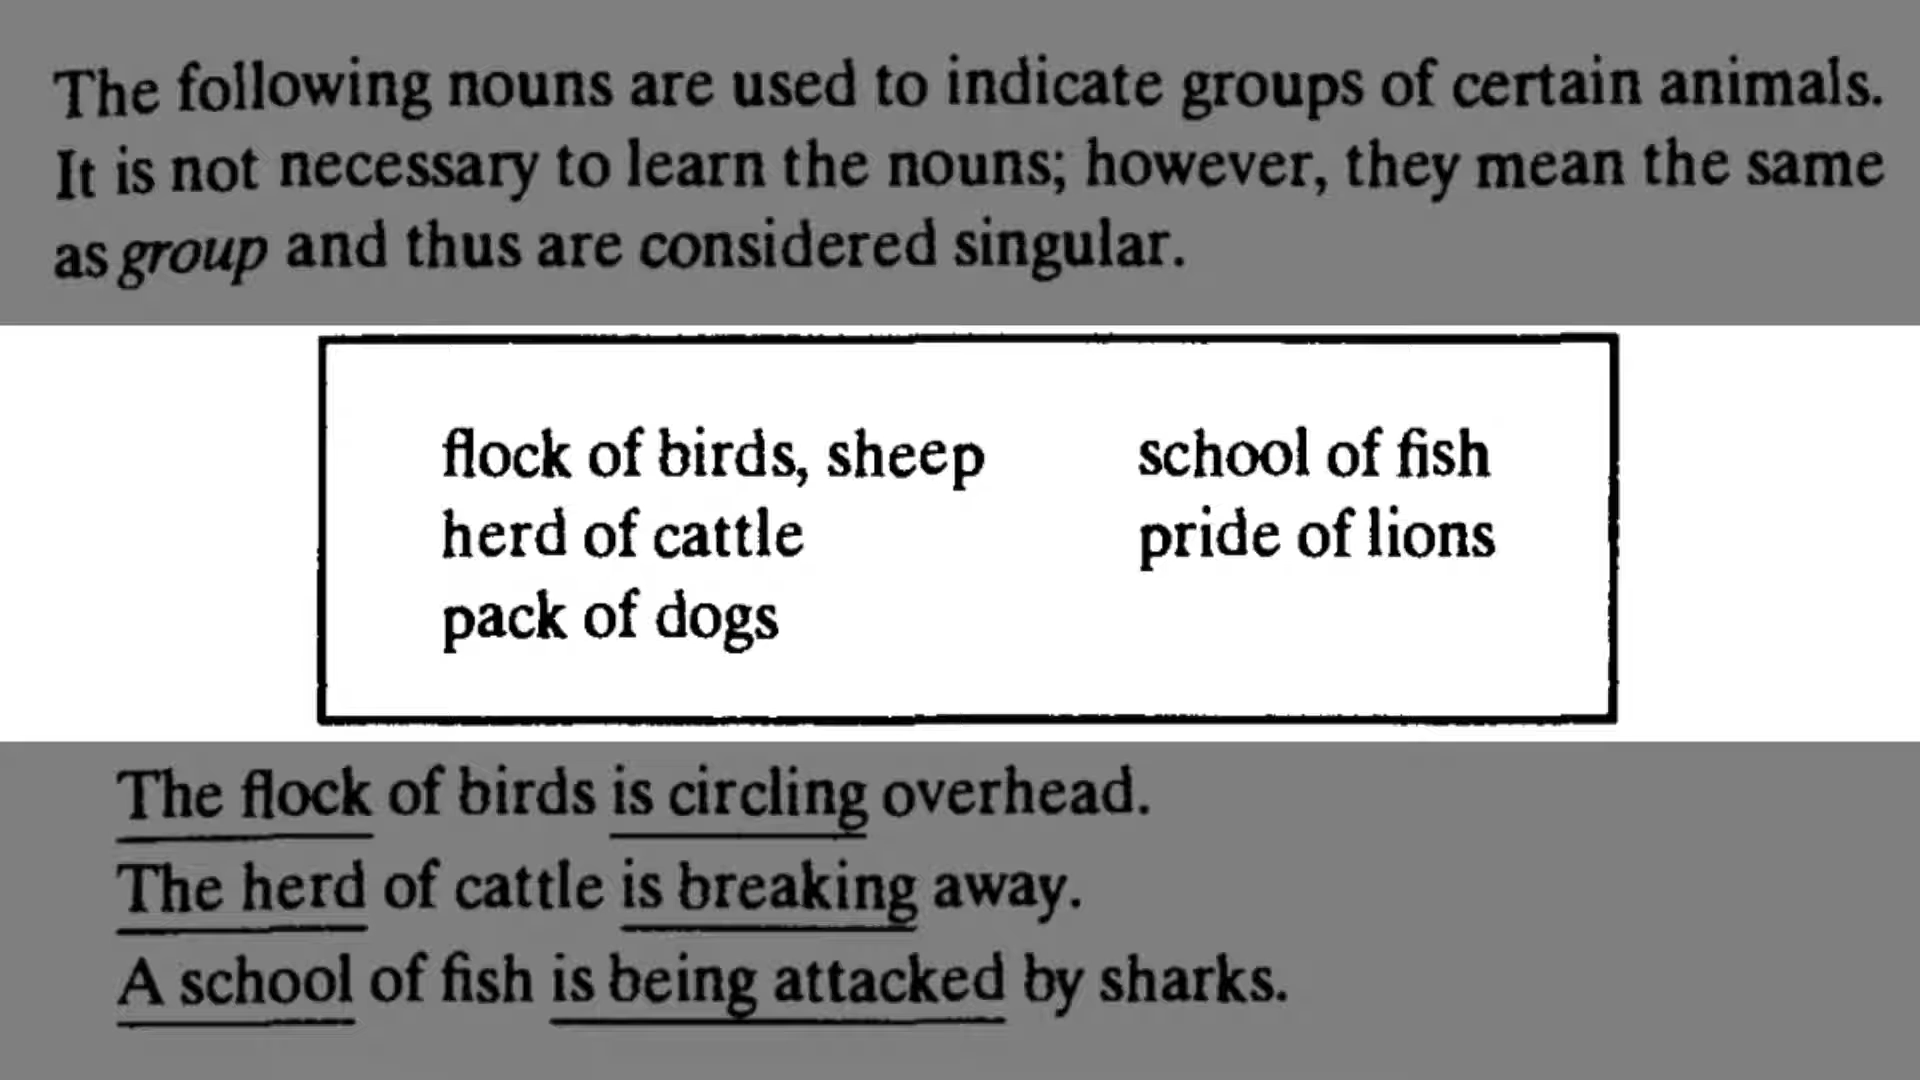 The following nouns are used to indicate groups of certain animals.
It is not necessary to learn the nouns; however, they mean the same
as group and thus are considered singular.
flock of birds, sheep
herd of cattle
pack of dogs
school of fish
pride of lions
The flock of birds is circling overhead.
The herd of cattle is breaking away.
A school of fish is being attacked by sharks.